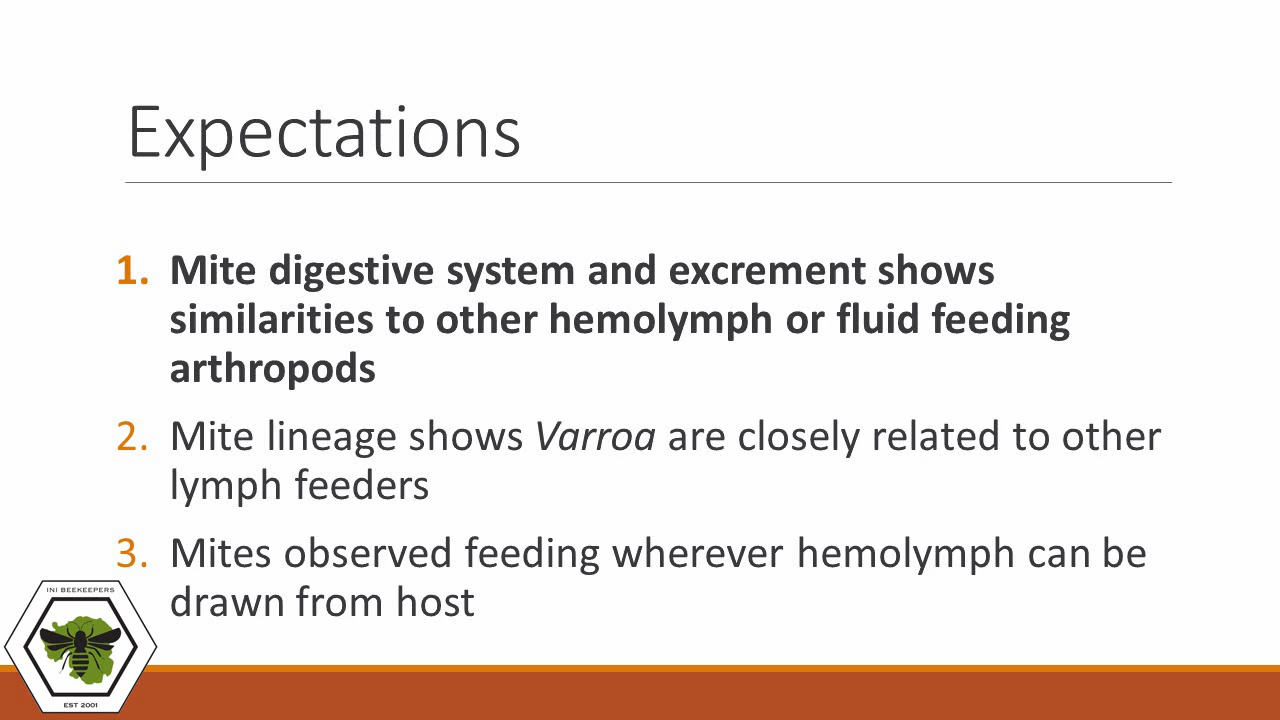 Expectations
1. Mite digestive system and excrement shows
similarities to other hemolymph or fluid feeding
arthropods
2. Mite lineage shows Varroa are closely related to other
lymph feeders
3. Mites observed feeding wherever hemolymph can be
drawn from host
INI BEEKEEPERS
EST 2001